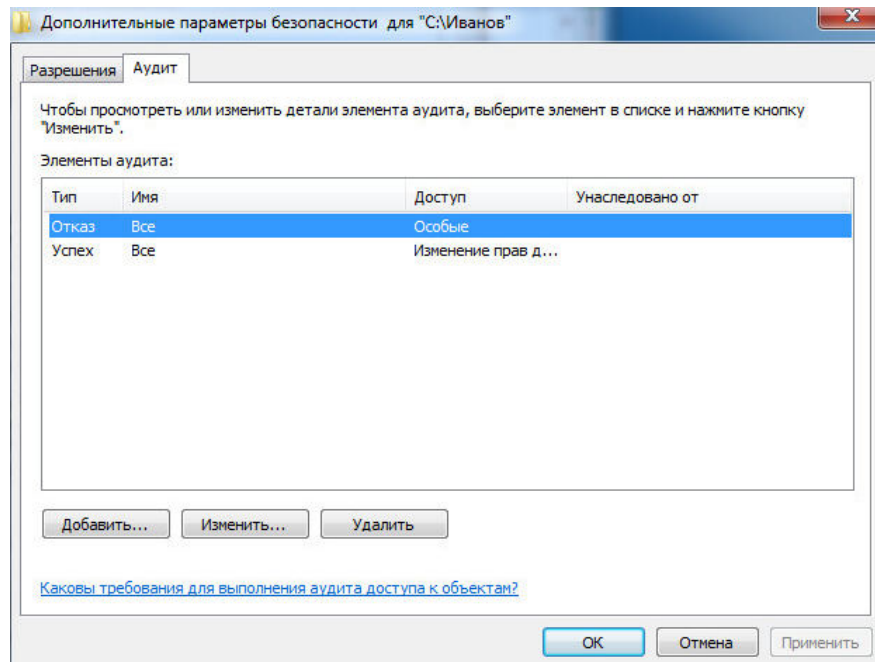 Дополнительные параметры безопасности для "C:\Иванов"
Разрешения Аудит
Чтобы просмотреть или изменить детали элемента аудита, выберите элемент в списке и нажмите кнопку
"Изменить".
Элементы аудита:
Тип Имя Доступ Унаследовано от
Отказ Все Особые
Успех Все Изменение прав д...
Добавить... Изменить... Удалить
Каковы требования для выполнения аудита доступа к объектам?
ОК Отмена Применить